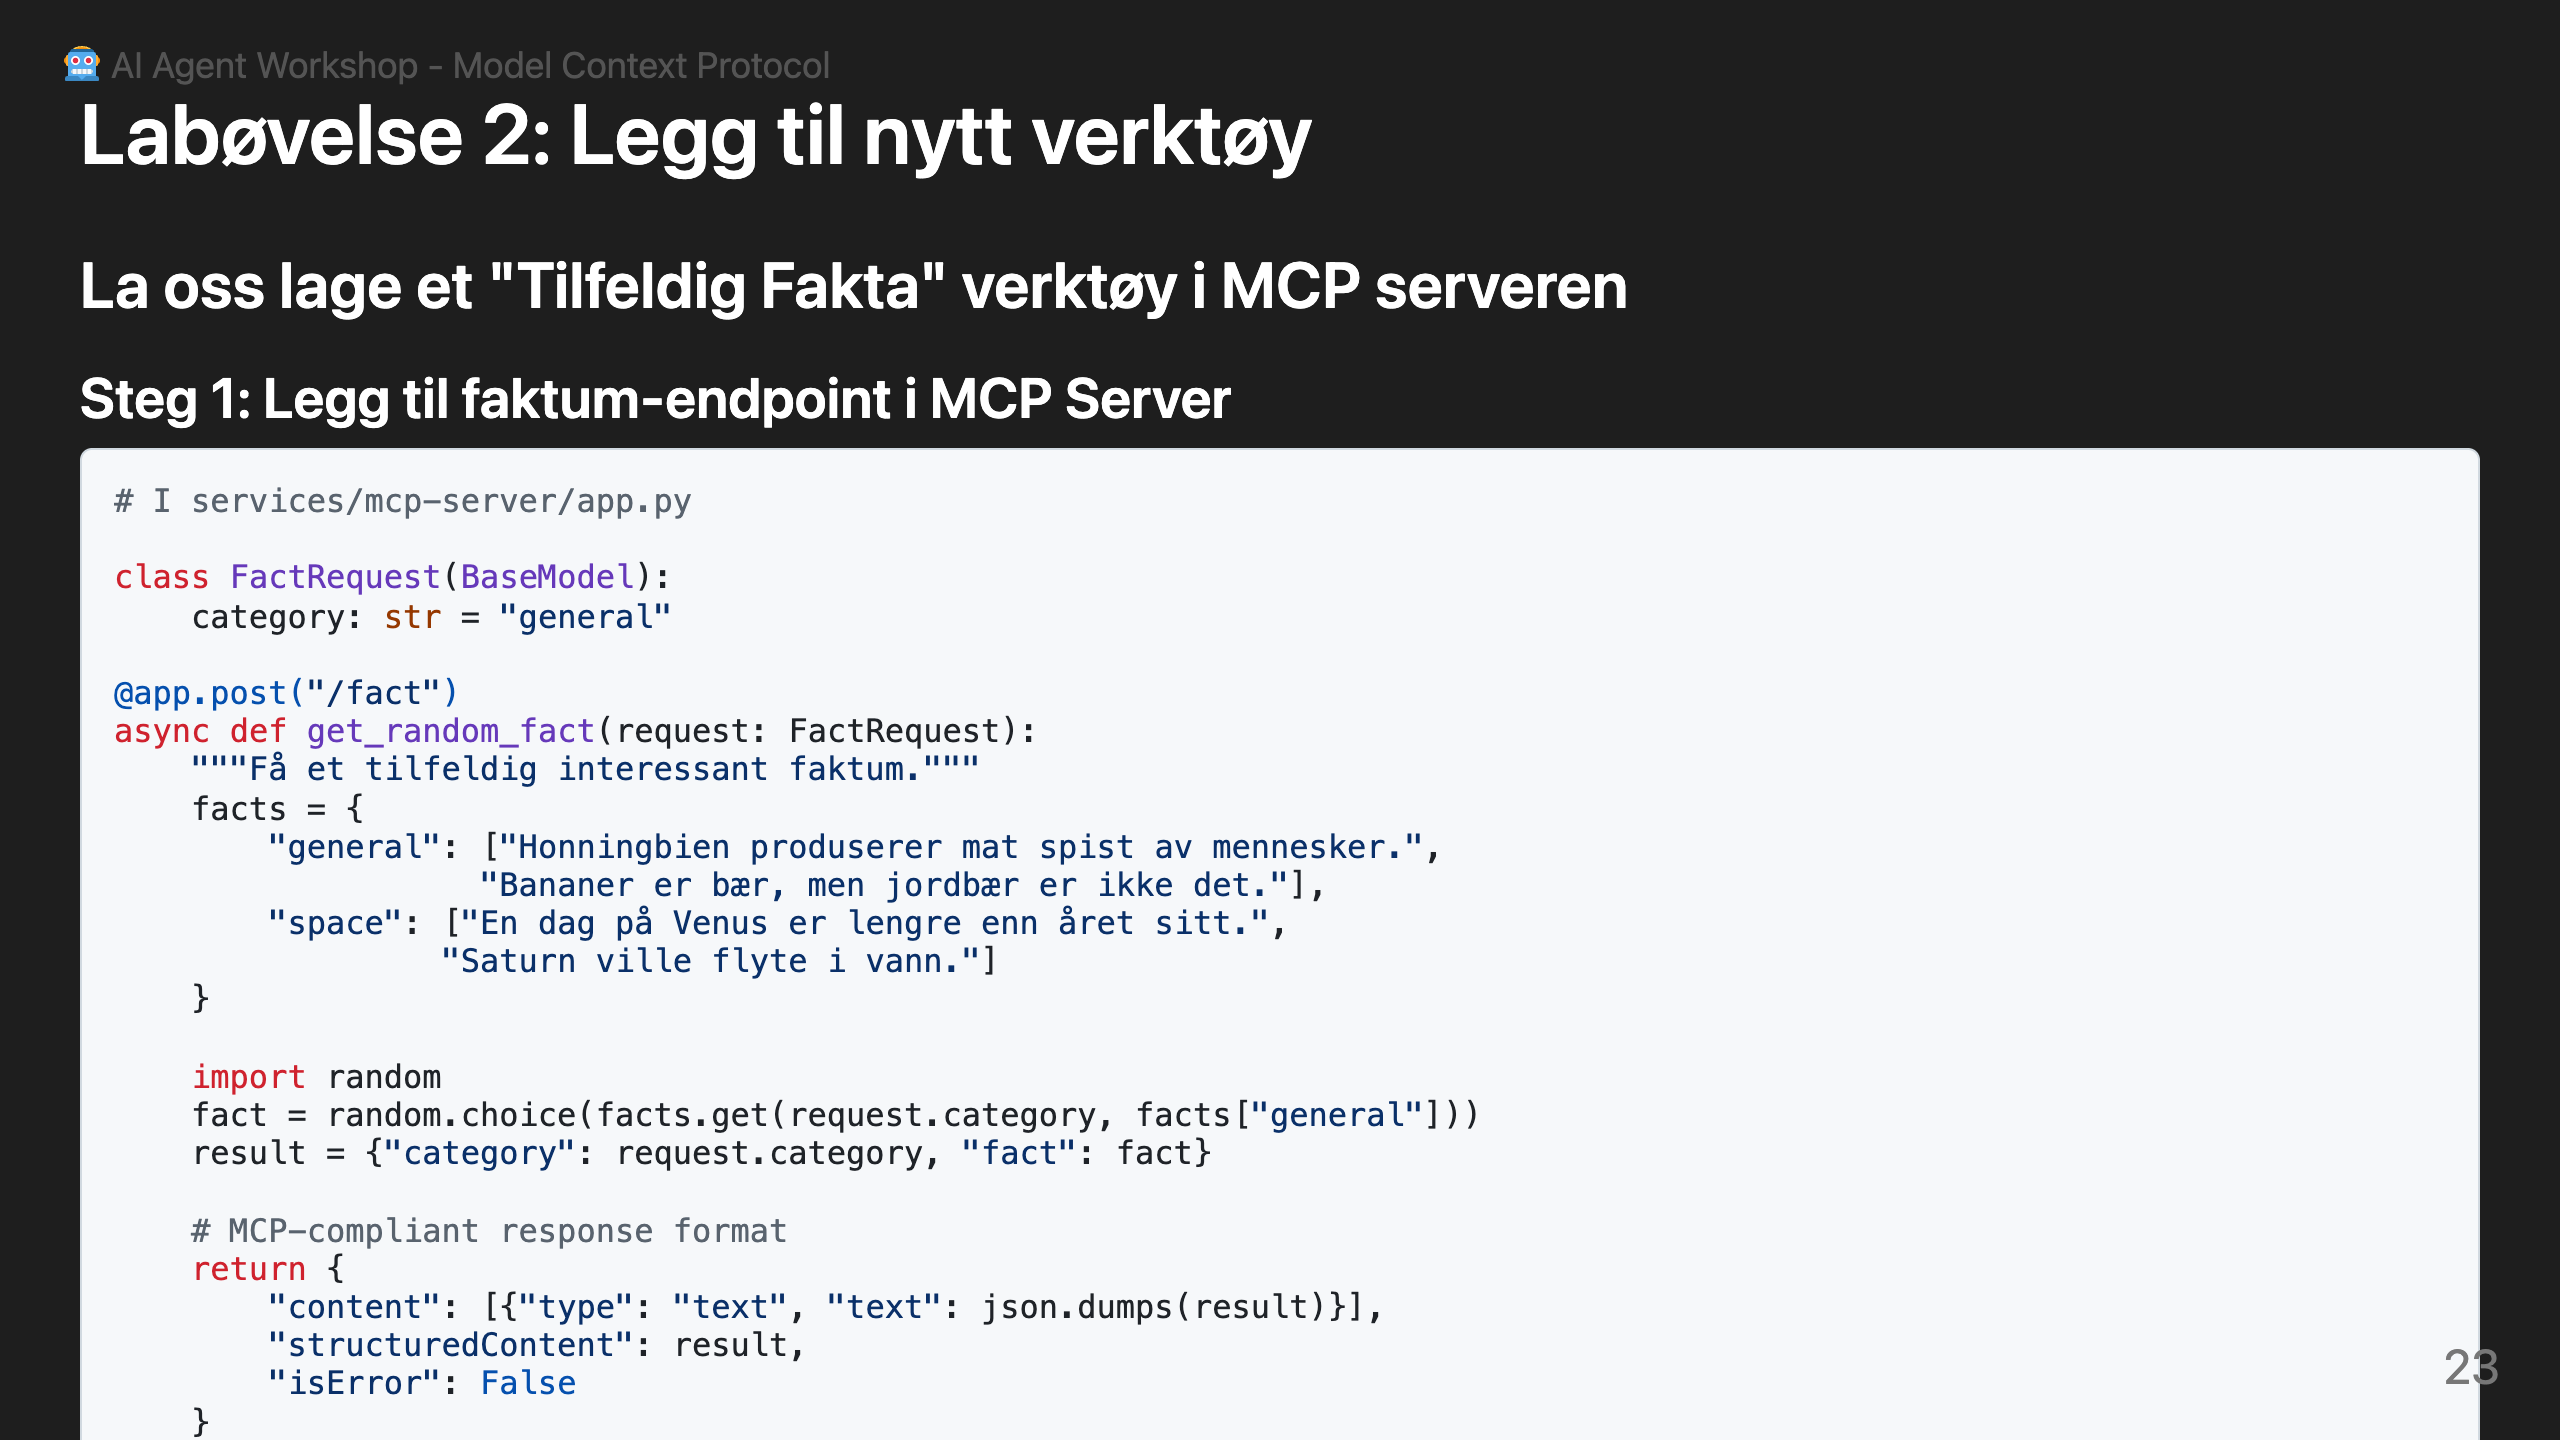 AI Agent Workshop - Model Context Protocol
Labøvelse 2: Legg til nytt verktøy
La oss lage et "Tilfeldig Fakta" verktøy i MCP serveren
Steg 1: Legg til faktum-endpoint i MCP Server
# I services/mcp-server/app.py
class FactRequest(BaseModel):
    category: str = "general"
@app.post("/fact")
async def get_random_fact(request: FactRequest):
    """Få et tilfeldig interessant faktum."""
    facts = {
        "general": ["Honningbien produserer mat spist av mennesker.",
                   "Bananer er bær, men jordbær er ikke det."],
        "space": ["En dag på Venus er lengre enn året sitt.",
                 "Saturn ville flyte i vann."]
    }
    import random
    fact = random.choice(facts.get(request.category, facts["general"]))
    result = {"category": request.category, "fact": fact}
    # MCP-compliant response format
    return {
        "content": [{"type": "text", "text": json.dumps(result)}],
        "structuredContent": result,
        "isError": False
    }
23